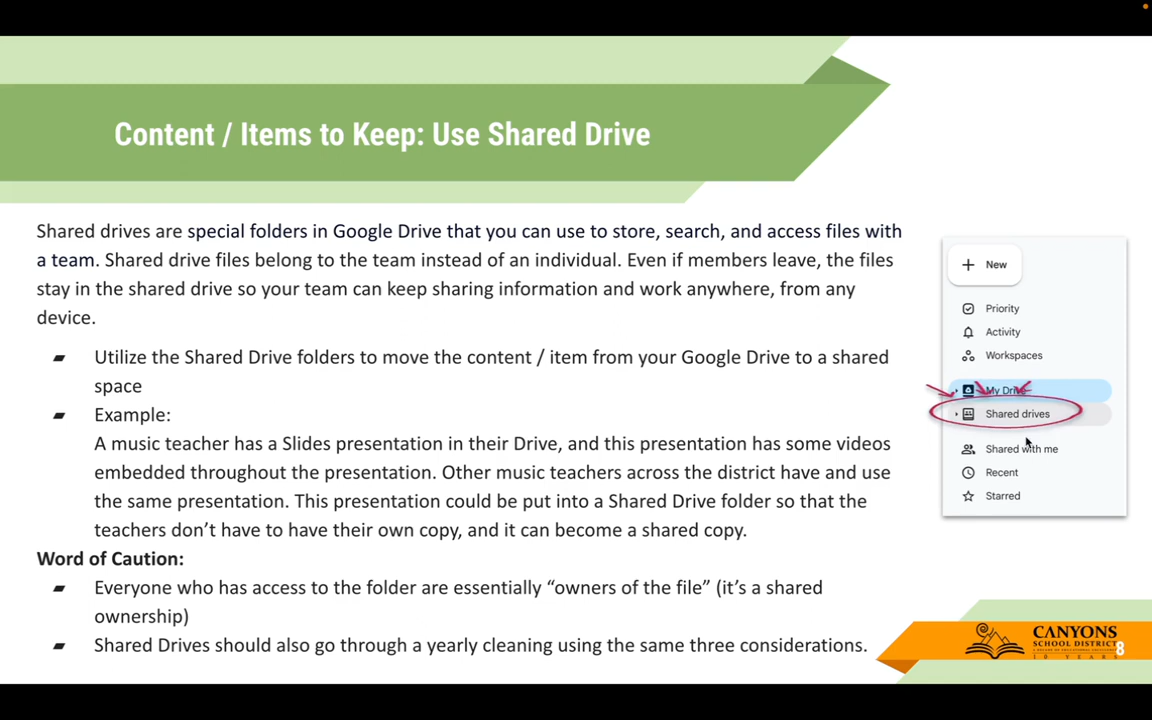 Content / Items to Keep: Use Shared Drive
Shared drives are special folders in Google Drive that you can use to store, search, and access files with
a team. Shared drive files belong to the team instead of an individual. Even if members leave, the files
stay in the shared drive so your team can keep sharing information and work anywhere, from any
device.
Utilize the Shared Drive folders to move the content / item from your Google Drive to a shared
space
Example:
A music teacher has a Slides presentation in their Drive, and this presentation has some videos
embedded throughout the presentation. Other music teachers across the district have and use
the same presentation. This presentation could be put into a Shared Drive folder so that the
teachers don’t have to have their own copy, and it can become a shared copy.
Word of Caution:
Everyone who has access to the folder are essentially “owners of the file” (it’s a shared
ownership)
Shared Drives should also go through a yearly cleaning using the same three considerations.
+ New
Priority
Activity
Workspaces
My Drive
Shared drives
Shared with me
Recent
Starred
CANYONS
SCHOOL DISTRICT
10 YEARS
8